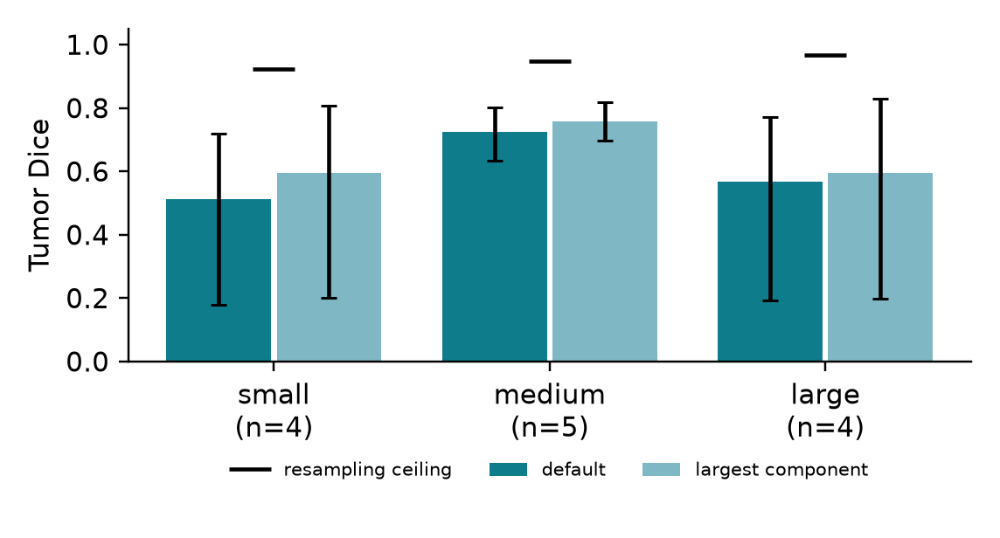 Tumor Dice
1.0
0.8
0.6
0.4
0.2
0.0
small
(n=4)
medium
(n=5)
large
(n=4)
resampling ceiling
default
largest component